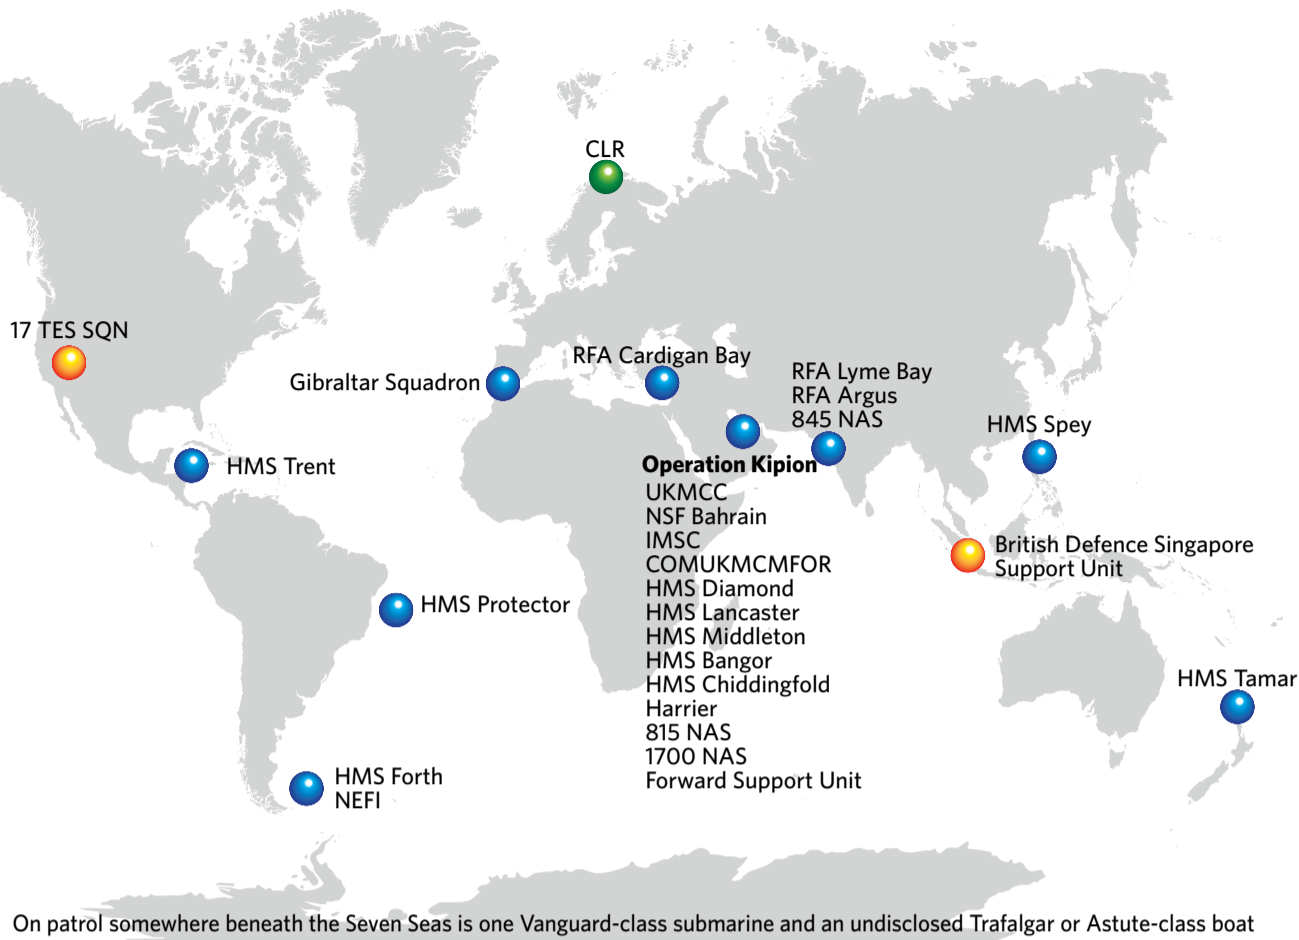 CLR
17 TES SQN
Gibraltar Squadron
RFA Cardigan Bay
RFA Lyme Bay
RFA Argus
845 NAS
HMS Spey
HMS Trent
Operation Kipion
UKMCC
NSF Bahrain
IMSC
COMUKMCMFOR
HMS Diamond
HMS Lancaster
HMS Middleton
HMS Bangor
HMS Chiddingfold
Harrier
815 NAS
1700 NAS
Forward Support Unit
British Defence Singapore
Support Unit
HMS Protector
HMS Tamar
HMS Forth
NEFI
On patrol somewhere beneath the Seven Seas is one Vanguard-class submarine and an undisclosed Trafalgar or Astute-class boat